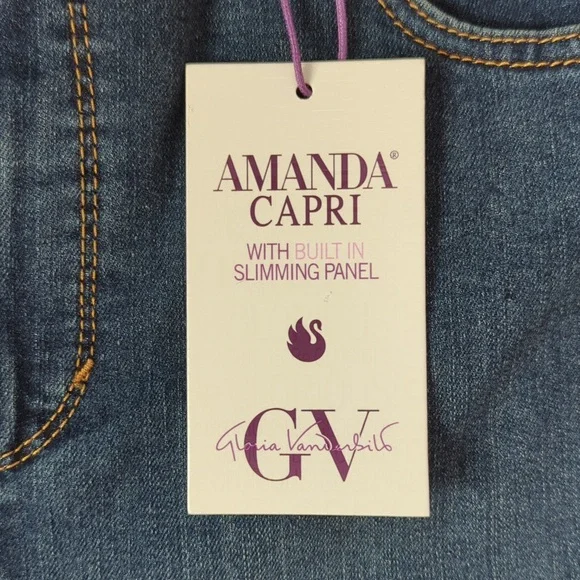 AMANDA®
CAPRI
WITH BUILT IN
SLIMMING PANEL
GV
Gloria Vanderbilt